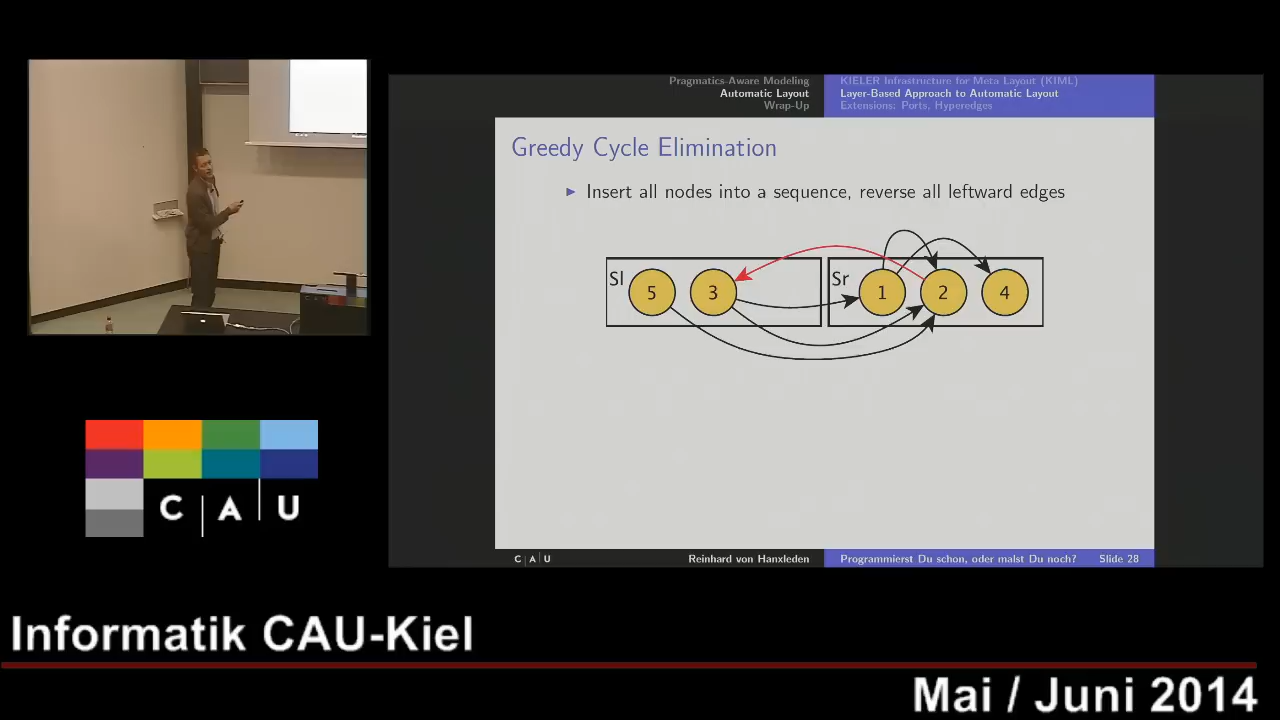 Pragmatics-Aware Modeling
Automatic Layout
Wrap-Up
KIELER Infrastructure for Meta Layout (KIML)
Layer-Based Approach to Automatic Layout
Extensions: Ports, Hyperedges
Greedy Cycle Elimination
Insert all nodes into a sequence, reverse all leftward edges
Sl 5 3 Sr 1 2 4
C A U
C A U Reinhard von Hanxleden Programmierst Du schon, oder malst Du noch? Slide 28
Informatik CAU-Kiel
Mai / Juni 2014